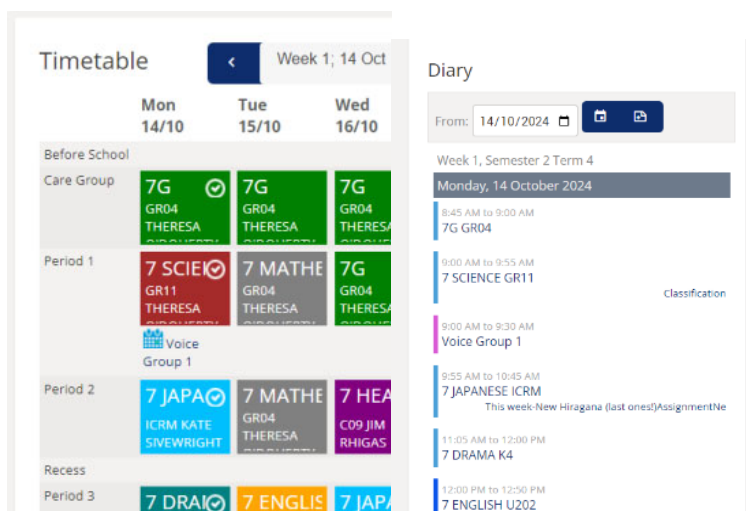 Timetable
Week 1; 14 Oct
Mon Tue Wed
14/10 15/10 16/10
Before School
Care Group
7G 7G 7G
GR04 GR04 GR04
THERESA THERESA THERESA
Period 1
7 SCIEN 7 MATHE 7G
GR11 GR04 GR04
THERESA THERESA THERESA
Voice
Group 1
Period 2
7 JAPA 7 MATHE 7 HEA
ICRM KATE GR04 C09 JIM
SIVEWRIGHT THERESA RHIGAS
Recess
Period 3
7 DRA 7 ENGLIS 7 JAPA
Diary
From: 14/10/2024
Week 1, Semester 2 Term 4
Monday, 14 October 2024
8:45 AM to 9:00 AM
7G GR04
9:00 AM to 9:55 AM
7 SCIENCE GR11
Classification
9:00 AM to 9:30 AM
Voice Group 1
9:55 AM to 10:45 AM
7 JAPANESE ICRM
This week-New Hiragana (last ones!)AssignmentNe
11:05 AM to 12:00 PM
7 DRAMA K4
12:00 PM to 12:50 PM
7 ENGLISH U202